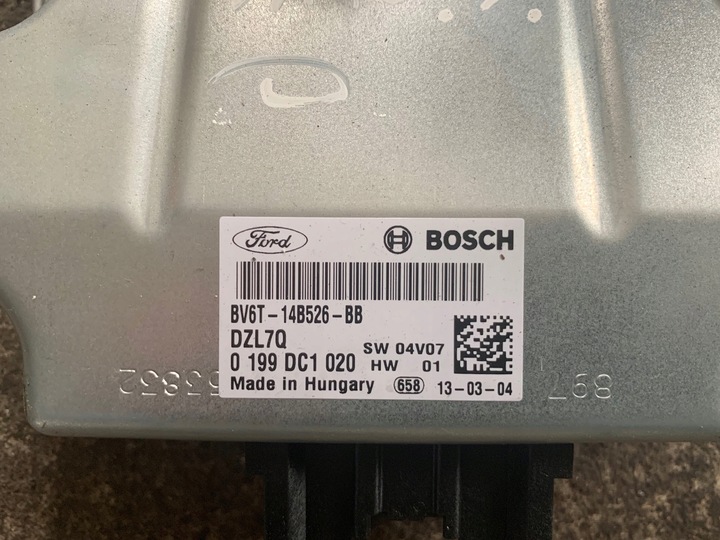 Ford BOSCH
BV6T-14B526-BB
DZL7Q
SW 04V07
0 199 DC1 020
HW 01
Made in Hungary 658 13-03-04